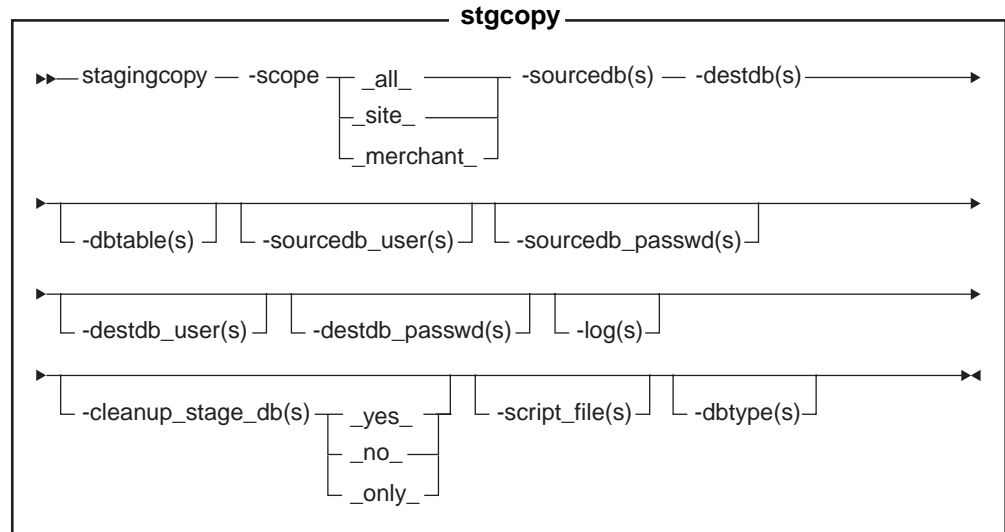 stgcopy
stagingcopy -scope _all_ -sourcedb(s) -destdb(s)
_site_
_merchant_
-dbtable(s) -sourcedb_user(s) -sourcedb_passwd(s)
-destdb_user(s) -destdb_passwd(s) -log(s)
-cleanup_stage_db(s) _yes_ -script_file(s) -dbtype(s)
_no_
_only_